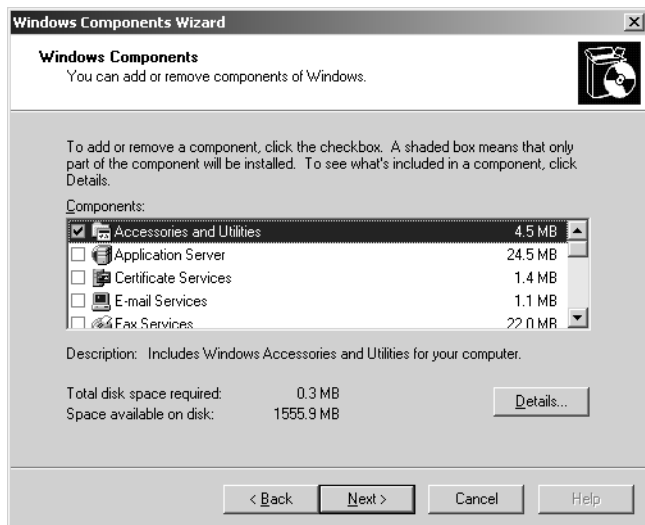 Windows Components Wizard
Windows Components
You can add or remove components of Windows.
To add or remove a component, click the checkbox. A shaded box means that only
part of the component will be installed. To see what's included in a component, click
Details.
Components:
Accessories and Utilities 4.5 MB
Application Server 24.5 MB
Certificate Services 1.4 MB
E-mail Services 1.1 MB
Fax Services 22.0 MB
Description: Includes Windows Accessories and Utilities for your computer.
Total disk space required: 0.3 MB
Space available on disk: 1555.9 MB
Details...
< Back Next > Cancel Help